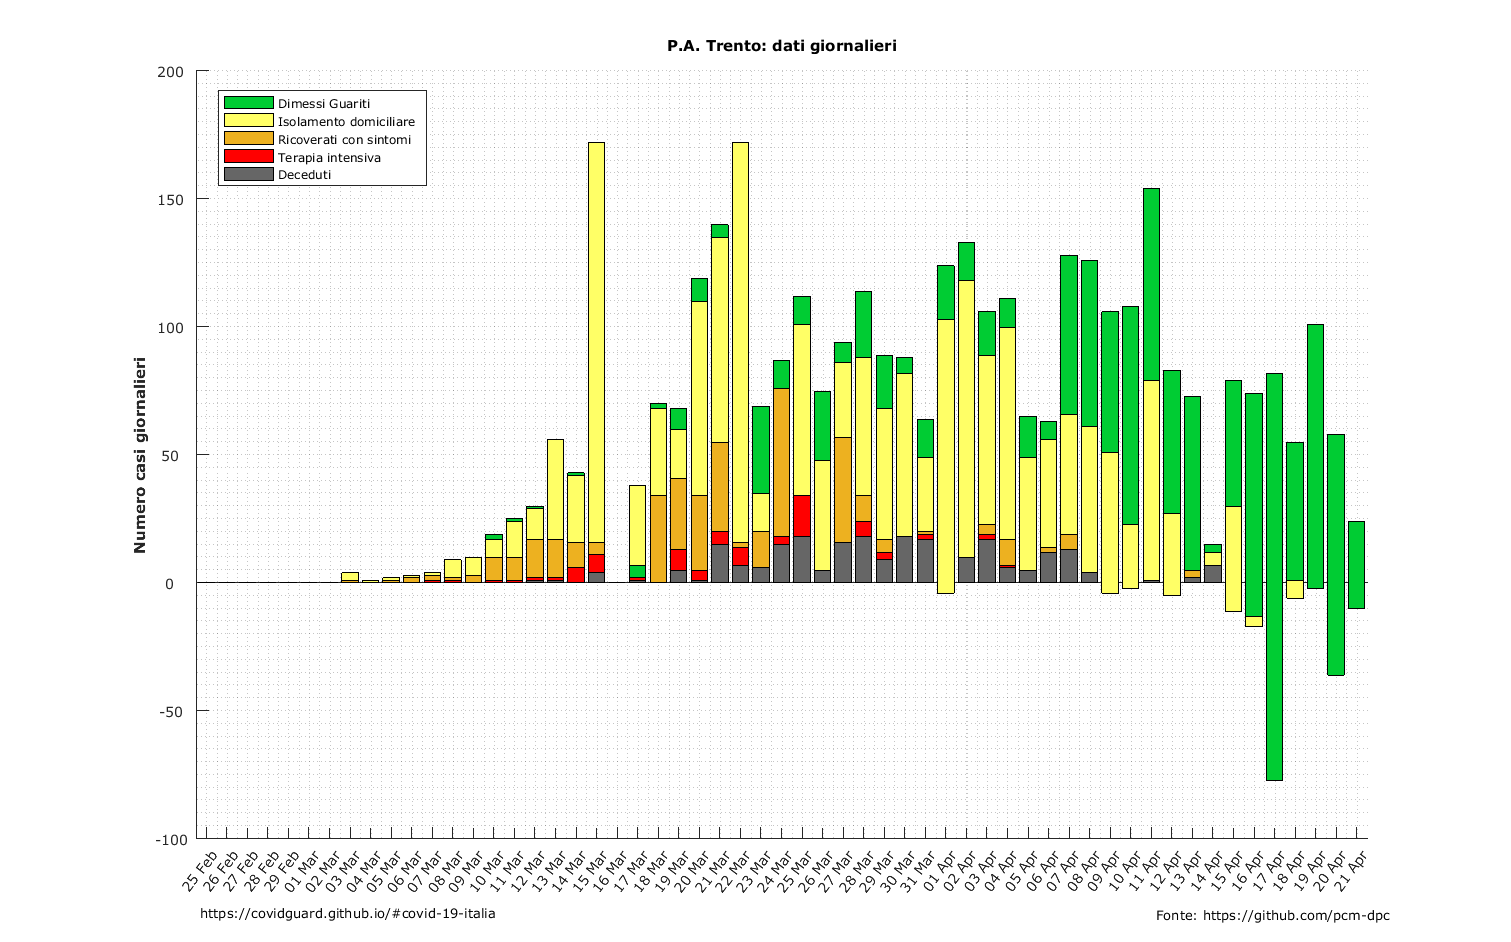 P.A. Trento: dati giornalieri
200
150
100
50
0
-50
-100
Numero casi giornalieri
Dimessi Guariti
Isolamento domiciliare
Ricoverati con sintomi
Terapia intensiva
Deceduti
25 Feb
26 Feb
27 Feb
28 Feb
29 Feb
01 Mar
02 Mar
03 Mar
04 Mar
05 Mar
06 Mar
07 Mar
08 Mar
09 Mar
10 Mar
11 Mar
12 Mar
13 Mar
14 Mar
15 Mar
16 Mar
17 Mar
18 Mar
19 Mar
20 Mar
21 Mar
22 Mar
23 Mar
24 Mar
25 Mar
26 Mar
27 Mar
28 Mar
29 Mar
30 Mar
31 Mar
01 Apr
02 Apr
03 Apr
04 Apr
05 Apr
06 Apr
07 Apr
08 Apr
09 Apr
10 Apr
11 Apr
12 Apr
13 Apr
14 Apr
15 Apr
16 Apr
17 Apr
18 Apr
19 Apr
20 Apr
21 Apr
https://covidguard.github.io/#covid-19-italia
Fonte: https://github.com/pcm-dpc